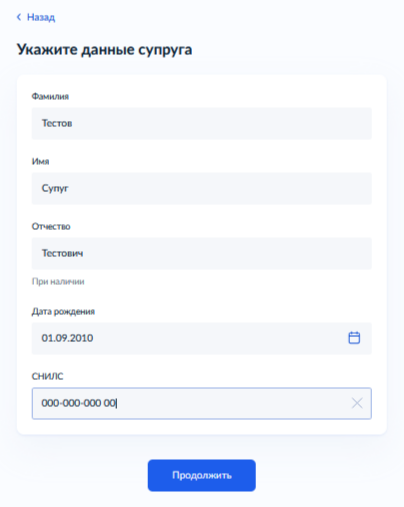 Назад
Укажите данные супруга
Фамилия
Тестов
Имя
Супуг
Отчество
Тестович
При наличии
Дата рождения
01.09.2010
СНИЛС
000-000-000 00
Продолжить